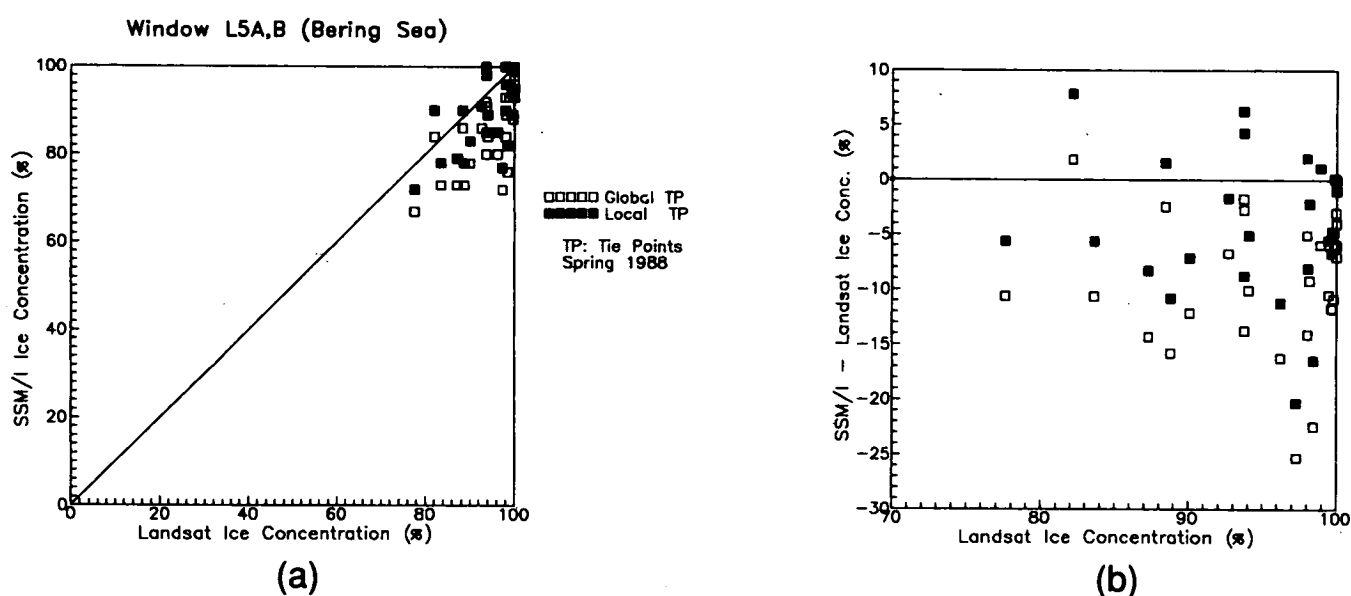 Window L5A,B (Bering Sea)
SSM/I Ice Concentration (%)
100
80
60
40
20
0
0 20 40 60 80 100
Landsat Ice Concentration (%)
(a)
Global TP
Local TP
TP: Tie Points
Spring 1988
SSM/I - Landsat Ice Conc. (%)
10
5
0
-5
-10
-15
-20
-25
-30
70 80 90 100
Landsat Ice Concentration (%)
(b)